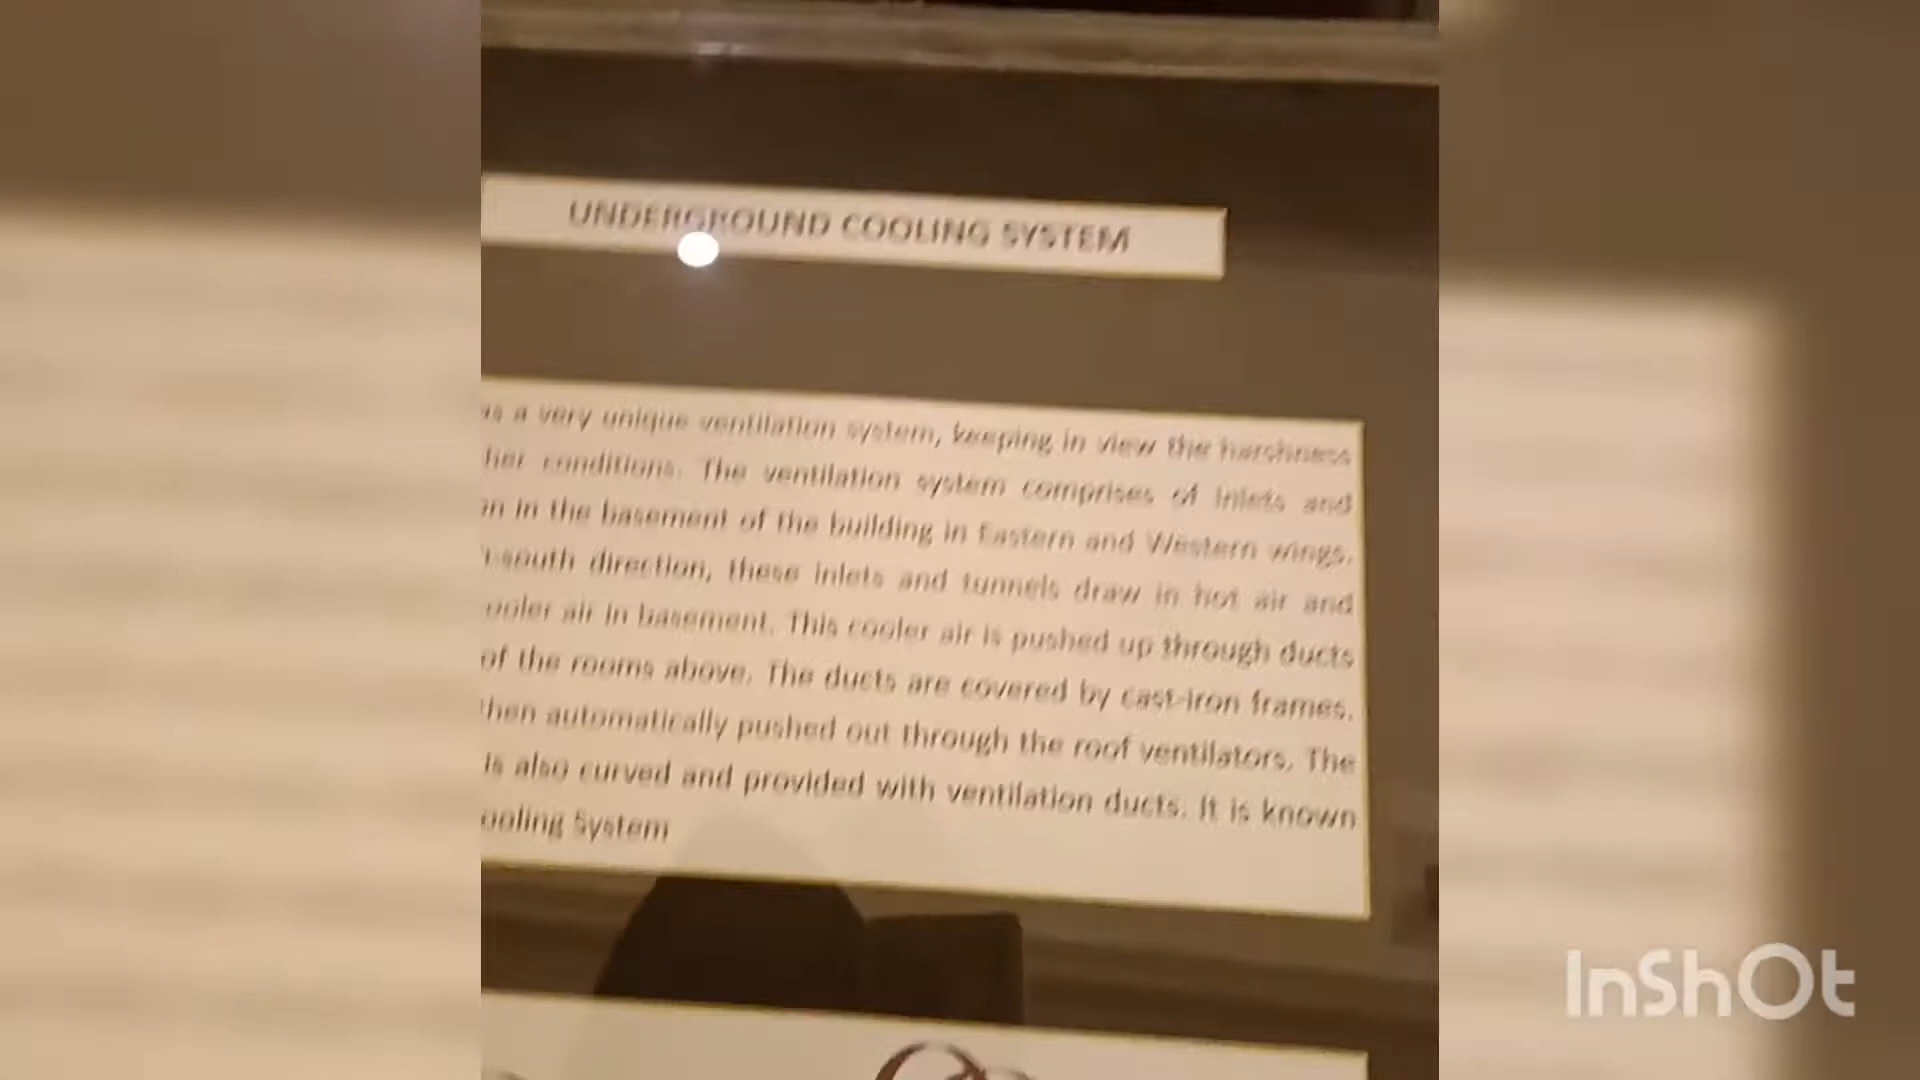 UNDERGROUND COOLING SYSTEM
as a very unique ventilation system, keeping in view the harshness
her conditions. The ventilation system comprises of inlets and
on in the basement of the building in Eastern and Western wings.
-south direction, these inlets and tunnels draw in hot air and
ooler air in basement. This cooler air is pushed up through ducts
of the rooms above. The ducts are covered by cast-iron frames.
then automatically pushed out through the roof ventilators. The
is also curved and provided with ventilation ducts. It is known
ooling System
InShOt